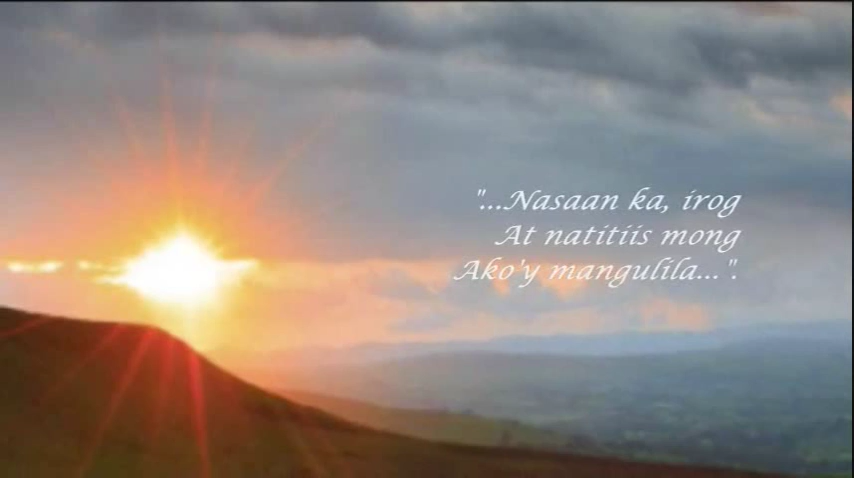 "...Nasaan ka, irog
At natitiis mong
Ako'y mangulila...".